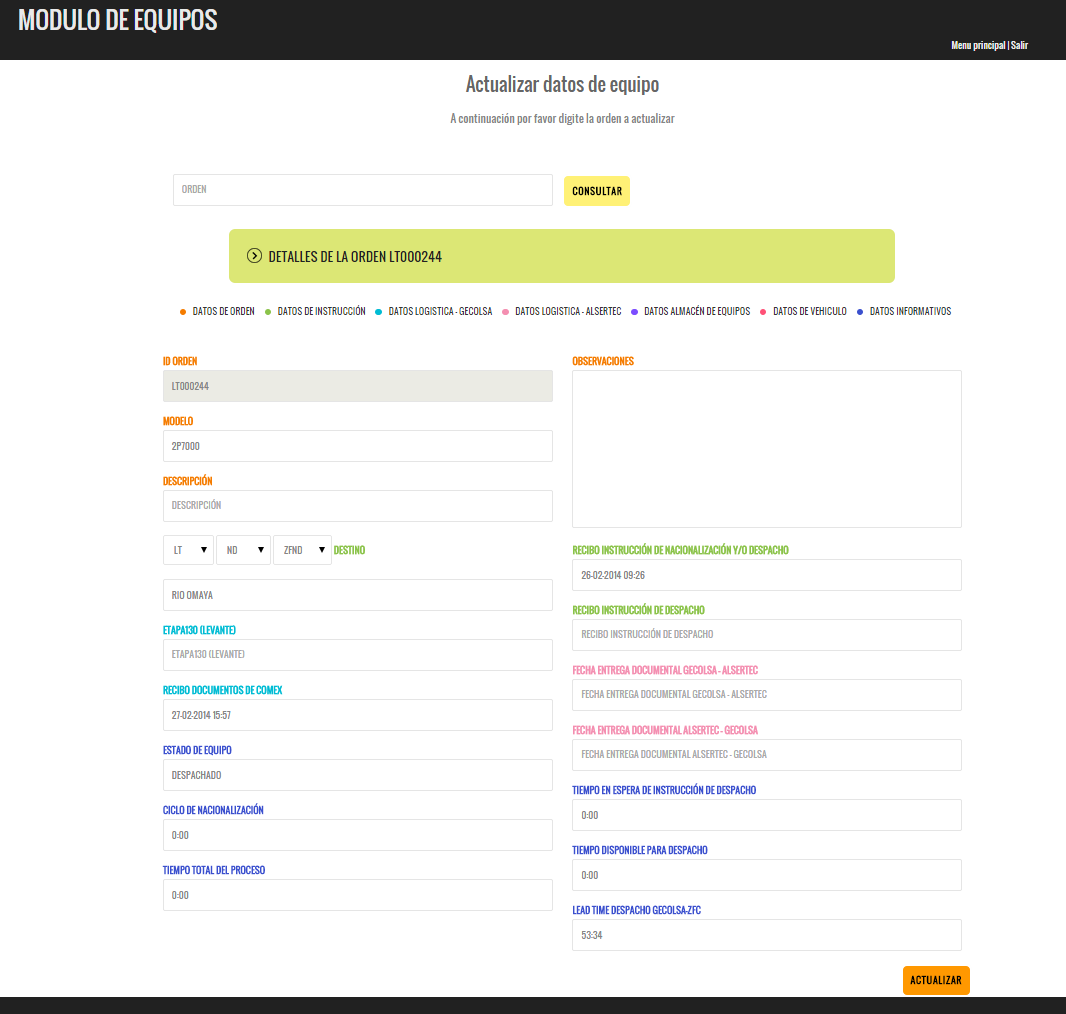 MODULO DE EQUIPOS
Menu principal | Salir
Actualizar datos de equipo
A continuación por favor digite la orden a actualizar
ORDEN
CONSULTAR
DETALLES DE LA ORDEN LT000244
DATOS DE ORDEN DATOS DE INSTRUCCIÓN DATOS LOGISTICA - GECOLSA DATOS LOGISTICA - ALSERTEC DATOS ALMACÉN DE EQUIPOS DATOS DE VEHICULO DATOS INFORMATIVOS
ID ORDEN
LT000244
MODELO
2P7000
DESCRIPCIÓN
DESCRIPCIÓN
LT ND ZFND DESTINO
RIO OMAYA
ETAPA130 (LEVANTE)
ETAPA130 (LEVANTE)
RECIBO DOCUMENTOS DE COMEX
27-02-2014 15:57
ESTADO DE EQUIPO
DESPACHADO
CICLO DE NACIONALIZACIÓN
0:00
TIEMPO TOTAL DEL PROCESO
0:00
OBSERVACIONES
RECIBO INSTRUCCIÓN DE NACIONALIZACIÓN Y/O DESPACHO
26-02-2014 09:26
RECIBO INSTRUCCIÓN DE DESPACHO
RECIBO INSTRUCCIÓN DE DESPACHO
FECHA ENTREGA DOCUMENTAL GECOLSA - ALSERTEC
FECHA ENTREGA DOCUMENTAL GECOLSA - ALSERTEC
FECHA ENTREGA DOCUMENTAL ALSERTEC - GECOLSA
FECHA ENTREGA DOCUMENTAL ALSERTEC - GECOLSA
TIEMPO EN ESPERA DE INSTRUCCIÓN DE DESPACHO
0:00
TIEMPO DISPONIBLE PARA DESPACHO
0:00
LEAD TIME DESPACHO GECOLSA-ZFC
53:34
ACTUALIZAR